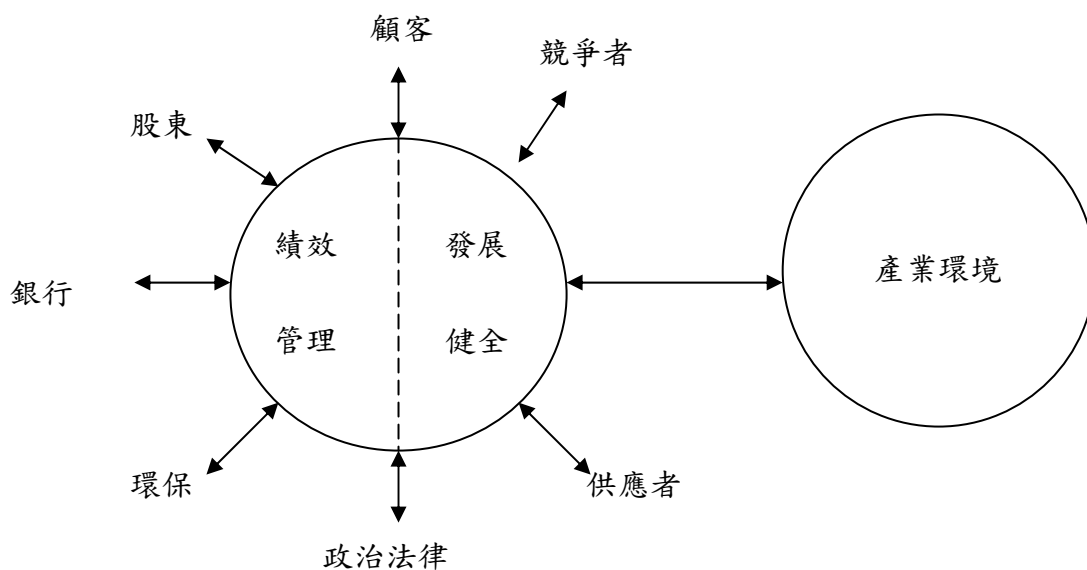 顧客
競爭者
股東
績效
發展
產業環境
銀行
管理
健全
環保
供應者
政治法律